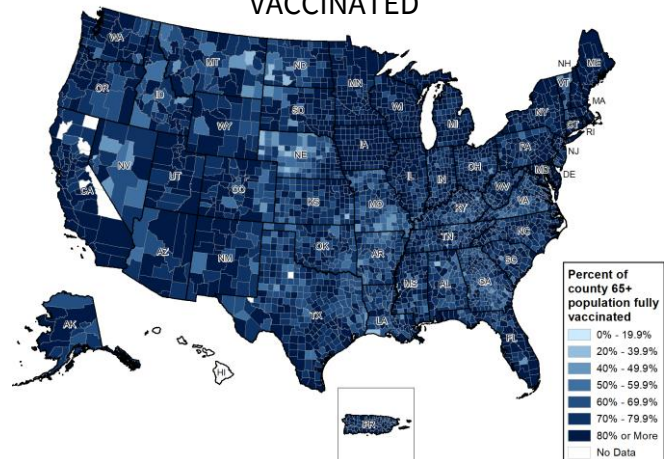 VACCINATED
WA
MT
ND
MN
OR
ID
WY
SD
WI
MI
NH
VT
ME
NY
MA
CT
RI
NV
UT
CO
NE
IA
IL
IN
OH
PA
NJ
MD
DE
CA
AZ
NM
KS
MO
KY
WV
VA
OK
AR
TN
NC
SC
TX
LA
MS
AL
GA
FL
AK
HI
PR
Percent of
county 65+
population fully
vaccinated
0% - 19.9%
20% - 39.9%
40% - 49.9%
50% - 59.9%
60% - 69.9%
70% - 79.9%
80% or More
No Data